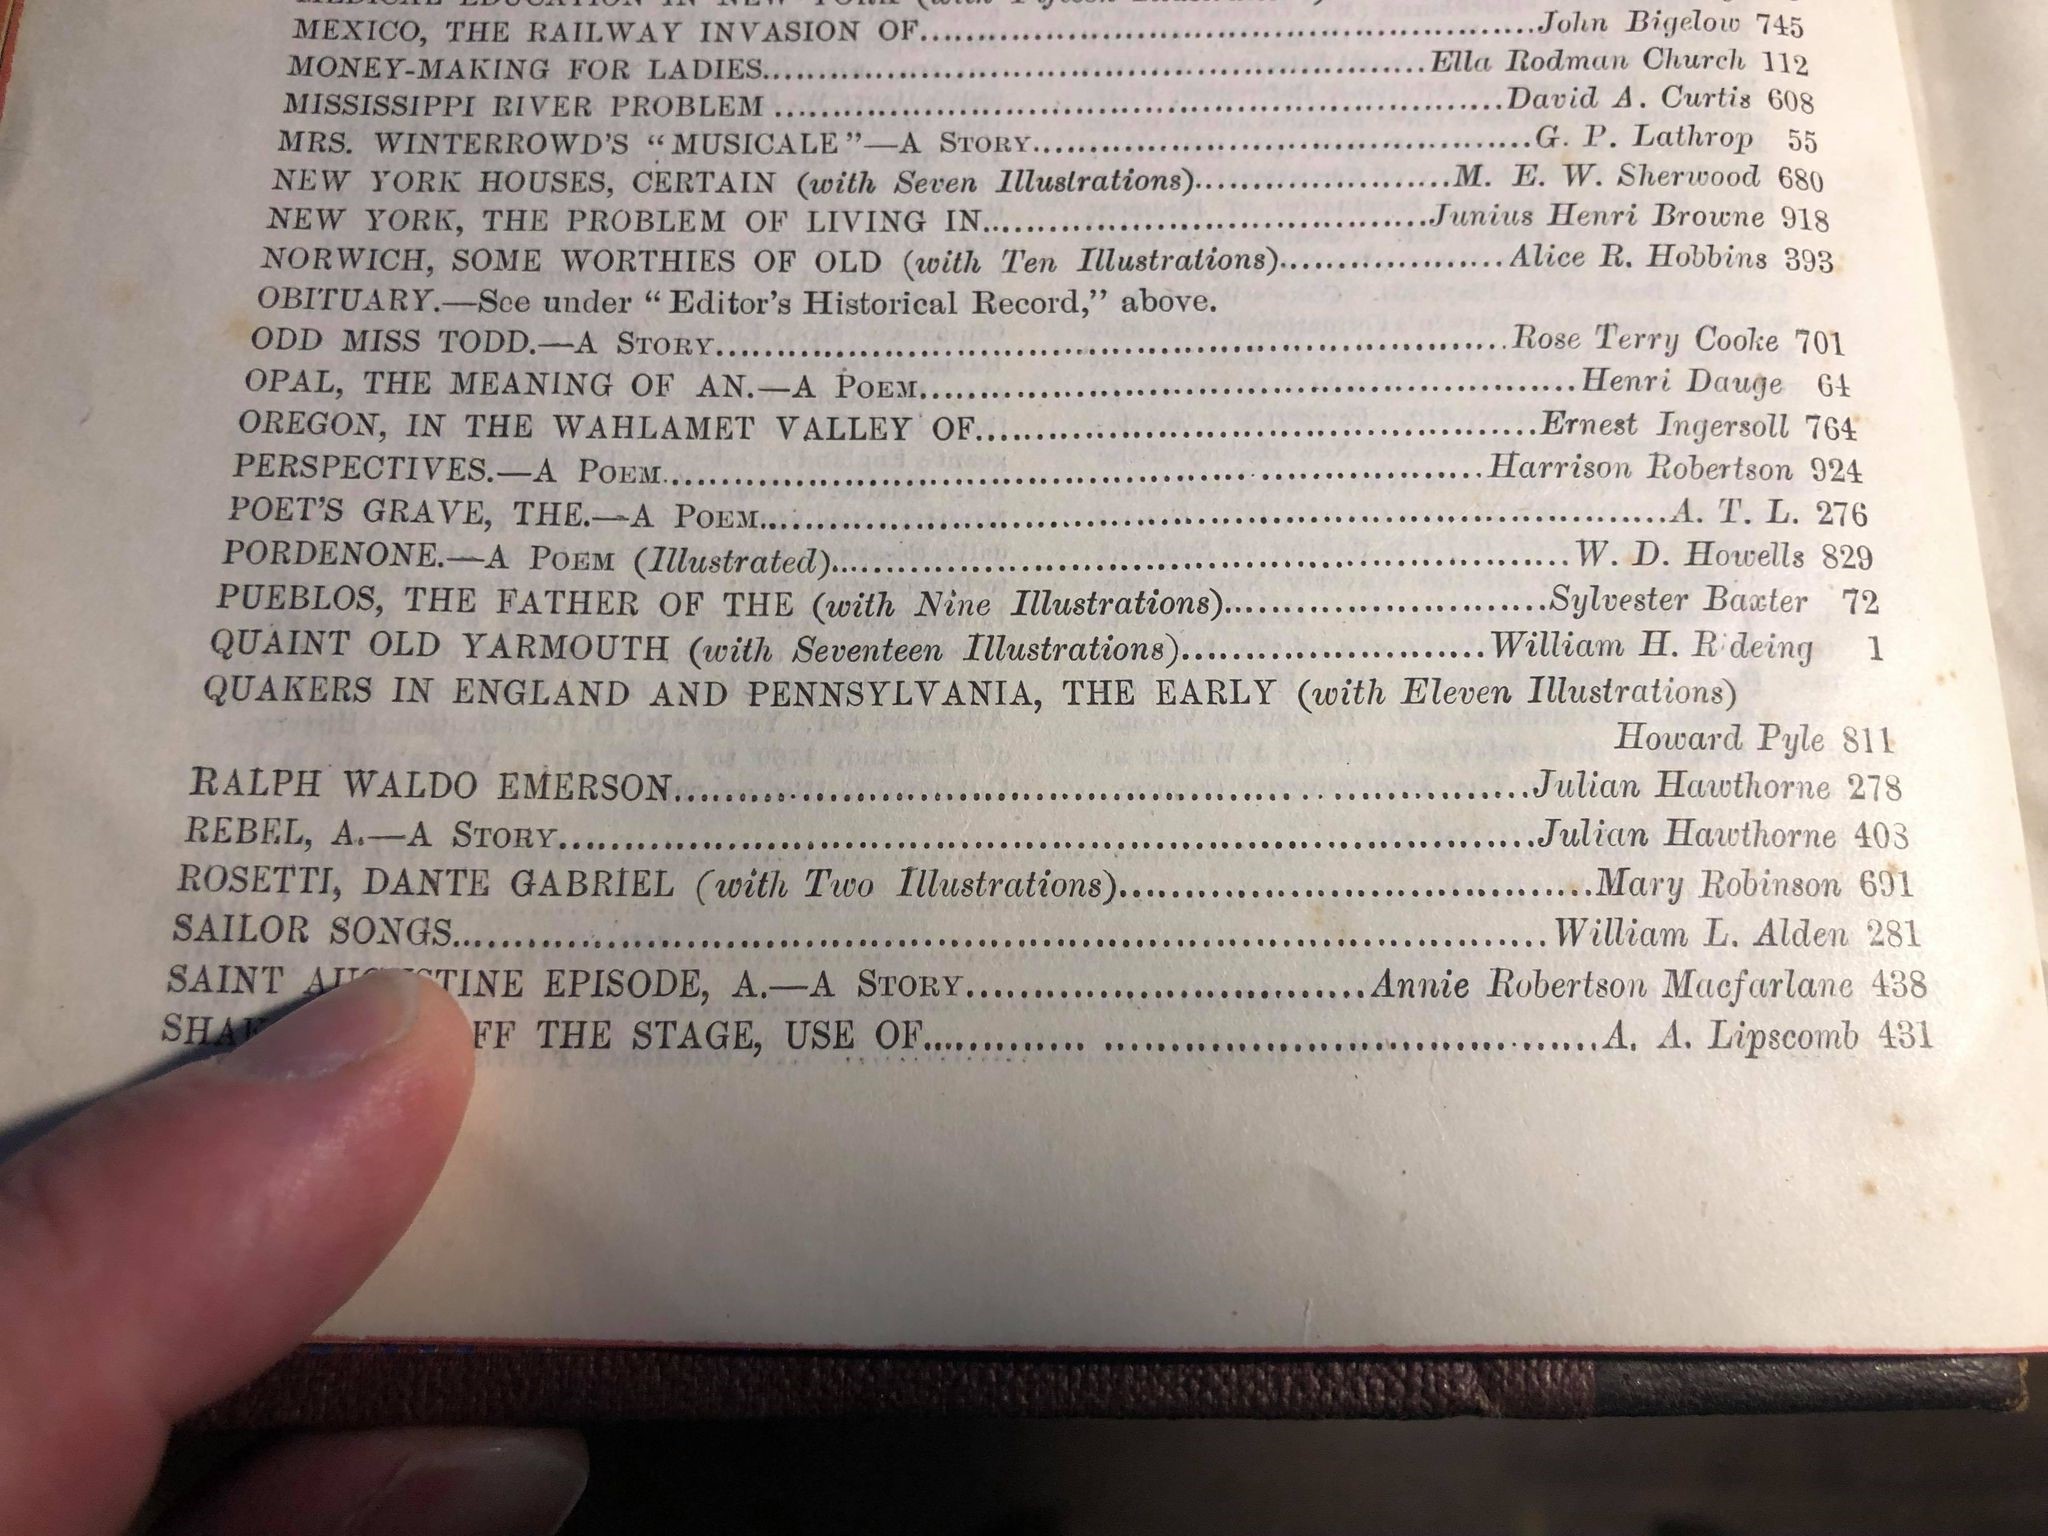 MEDICAL EDUCATION IN NEW YORK (with Fifteen Illustrations)
MEXICO, THE RAILWAY INVASION OF........John Bigelow 745
MONEY-MAKING FOR LADIES........Ella Rodman Church 112
MISSISSIPPI RIVER PROBLEM ........David A. Curtis 608
MRS. WINTERROWD'S “MUSICALE”—A STORY........G. P. Lathrop 55
NEW YORK HOUSES, CERTAIN (with Seven Illustrations)........M. E. W. Sherwood 680
NEW YORK, THE PROBLEM OF LIVING IN........Junius Henri Browne 918
NORWICH, SOME WORTHIES OF OLD (with Ten Illustrations)........Alice R. Hobbins 393
OBITUARY.—See under “Editor's Historical Record,” above.
ODD MISS TODD.—A STORY........Rose Terry Cooke 701
OPAL, THE MEANING OF AN.—A POEM........Henri Dauge 64
OREGON, IN THE WAHLAMET VALLEY OF........Ernest Ingersoll 764
PERSPECTIVES.—A POEM........Harrison Robertson 924
POET'S GRAVE, THE.—A POEM........A. T. L. 276
PORDENONE.—A POEM (Illustrated)........W. D. Howells 829
PUEBLOS, THE FATHER OF THE (with Nine Illustrations)........Sylvester Baxter 72
QUAINT OLD YARMOUTH (with Seventeen Illustrations)........William H. Rideing 1
QUAKERS IN ENGLAND AND PENNSYLVANIA, THE EARLY (with Eleven Illustrations)
Howard Pyle 811
RALPH WALDO EMERSON........Julian Hawthorne 278
REBEL, A.—A STORY........Julian Hawthorne 403
ROSETTI, DANTE GABRIEL (with Two Illustrations)........Mary Robinson 691
SAILOR SONGS........William L. Alden 281
SAINT AUGUSTINE EPISODE, A.—A STORY........Annie Robertson Macfarlane 438
THE STAGE, USE OF........A. A. Lipscomb 431